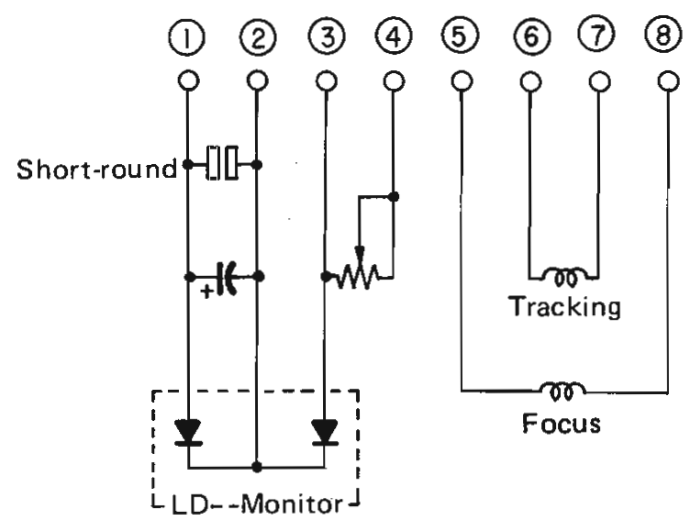 ① ② ③ ④ ⑤ ⑥ ⑦ ⑧
Short-round
+
Tracking
Focus
LD--Monitor